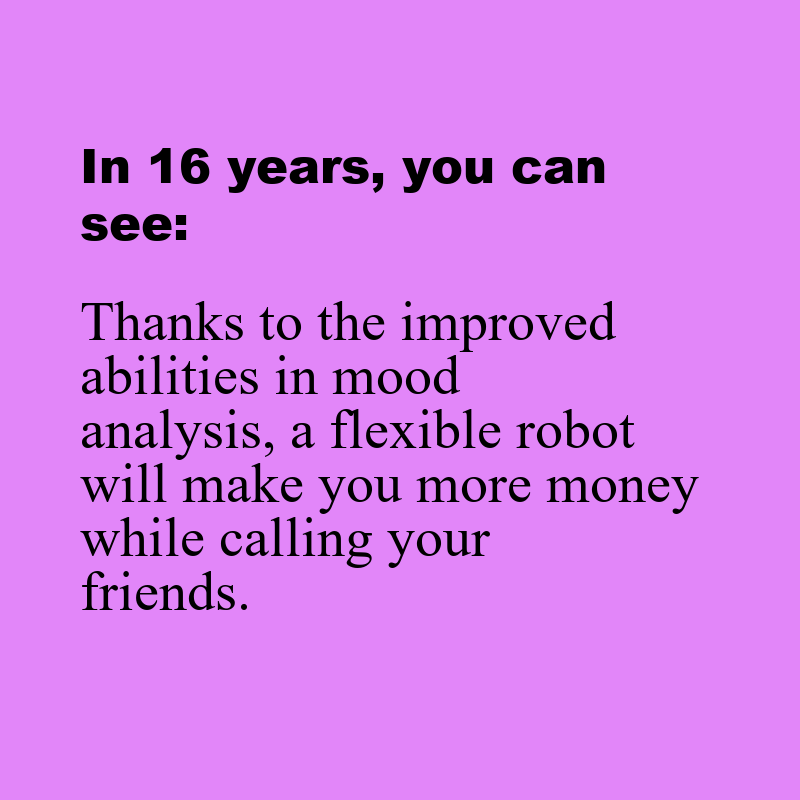 In 16 years, you can
see:
Thanks to the improved
abilities in mood
analysis, a flexible robot
will make you more money
while calling your
friends.